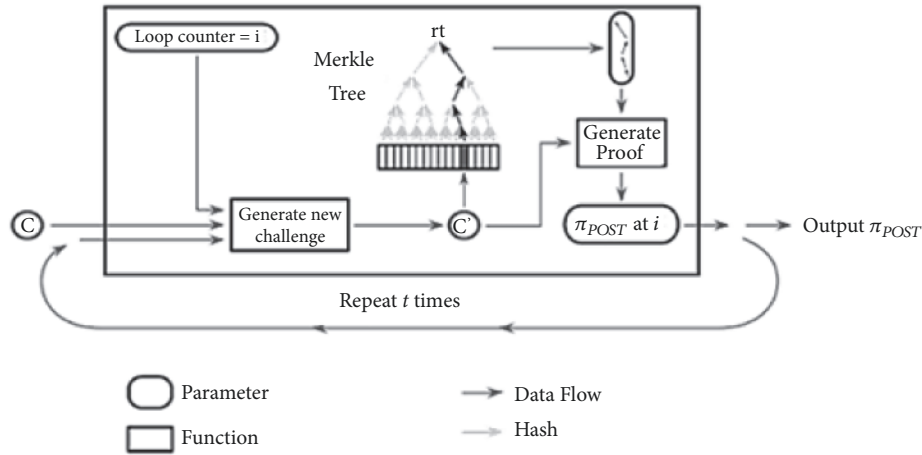 Loop counter = i
rt
Merkle
Tree
Generate
Proof
C
Generate new
challenge
C'
π_POST at i
Output π_POST
Repeat t times
Parameter
Data Flow
Function
Hash